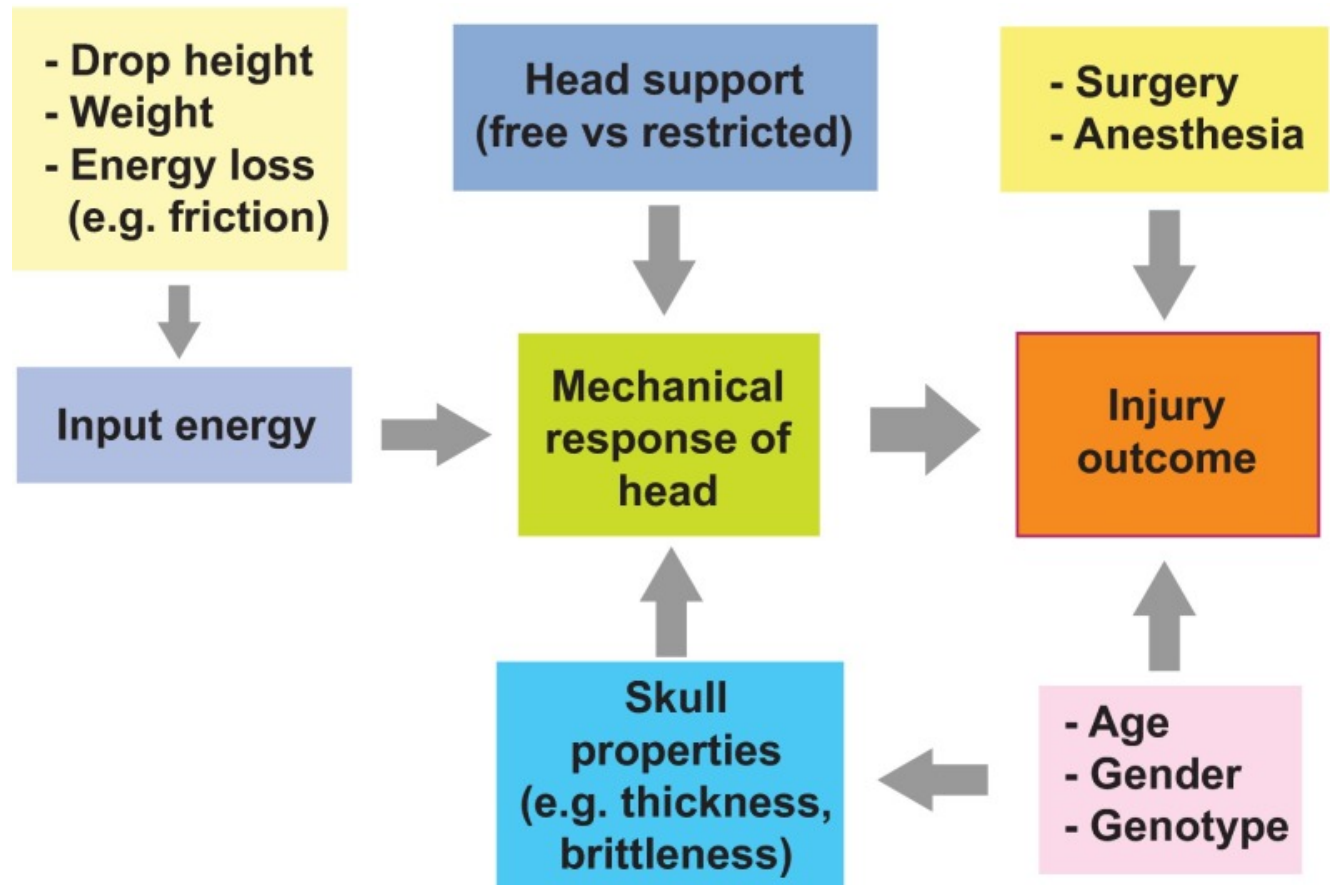 - Drop height
- Weight
- Energy loss
(e.g. friction)
Head support
(free vs restricted)
- Surgery
- Anesthesia
Input energy
Mechanical
response of
head
Injury
outcome
Skull
properties
(e.g. thickness,
brittleness)
- Age
- Gender
- Genotype